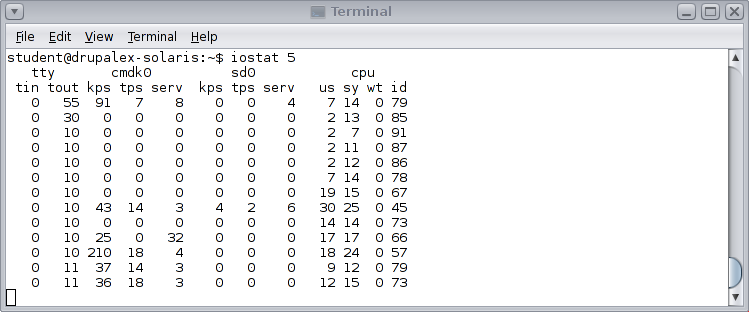 Terminal
File Edit View Terminal Help
student@drupalex-solaris:~$ iostat 5
   tty       cmdk0          sd0            cpu
 tin tout kps tps serv  kps tps serv   us sy wt id
   0   55  91   7    8    0   0    4    7 14  0 79
   0   30   0   0    0    0   0    0    2 13  0 85
   0   10   0   0    0    0   0    0    2  7  0 91
   0   10   0   0    0    0   0    0    2 11  0 87
   0   10   0   0    0    0   0    0    2 12  0 86
   0   10   0   0    0    0   0    0    7 14  0 78
   0   10   0   0    0    0   0    0   19 15  0 67
   0   10  43  14    3    4   2    6   30 25  0 45
   0   10   0   0    0    0   0    0   14 14  0 73
   0   10  25   0   32    0   0    0   17 17  0 66
   0   10 210  18    4    0   0    0   18 24  0 57
   0   11  37  14    3    0   0    0    9 12  0 79
   0   11  36  18    3    0   0    0   12 15  0 73